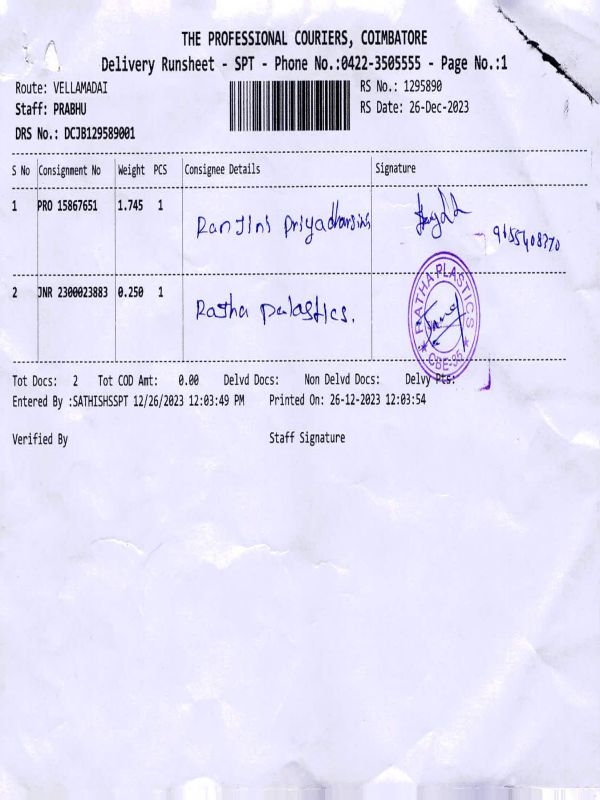 THE PROFESSIONAL COURIERS, COIMBATORE
Delivery Runsheet - SPT - Phone No.:0422-3505555 - Page No.:1
Route: VELLAMADAI
RS No.: 1295890
Staff: PRABHU
RS Date: 26-Dec-2023
DRS No.: DCJB129589001
S No Consignment No Weight PCS Consignee Details Signature
1 PRO 15867651 1.745 1 Ranjini Priyadharsini
2 JNR 2300023883 0.250 1 Ratha Palastics.
RATHA PLASTICS
CBE-35
Tot Docs: 2 Tot COD Amt: 0.00 Delvd Docs: Non Delvd Docs: Delvy Pts:
Entered By :SATHISHSSPT 12/26/2023 12:03:49 PM Printed On: 26-12-2023 12:03:54
Verified By Staff Signature